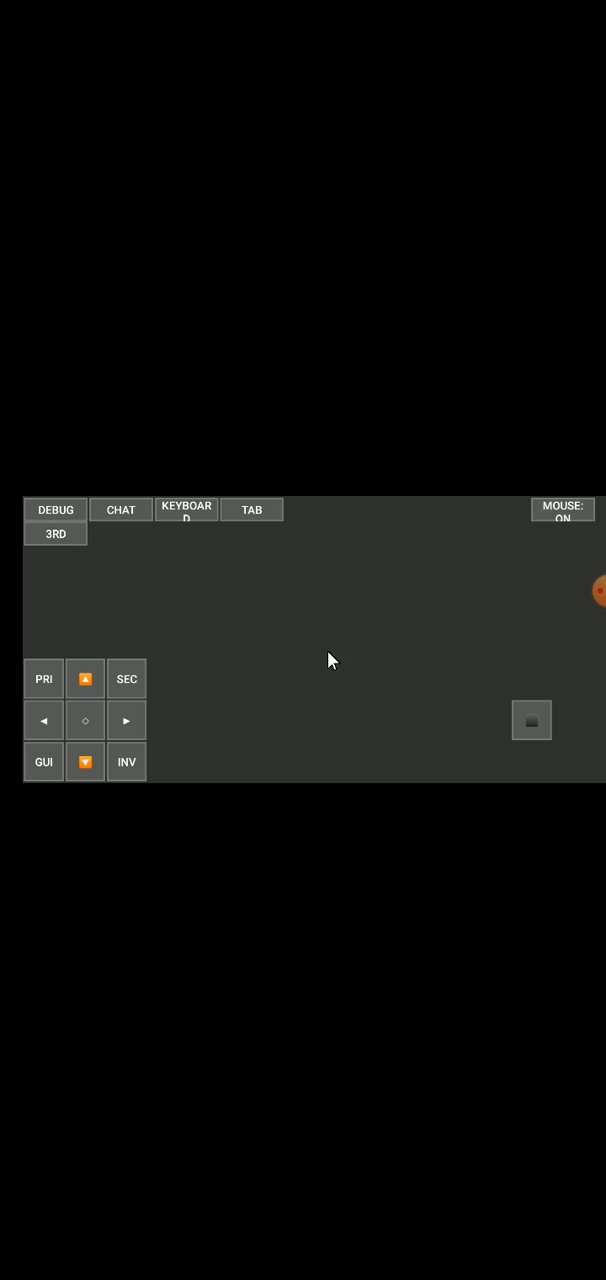 DEBUG
CHAT
KEYBOAR
D
TAB
MOUSE:
ON
3RD
PRI
SEC
GUI
INV